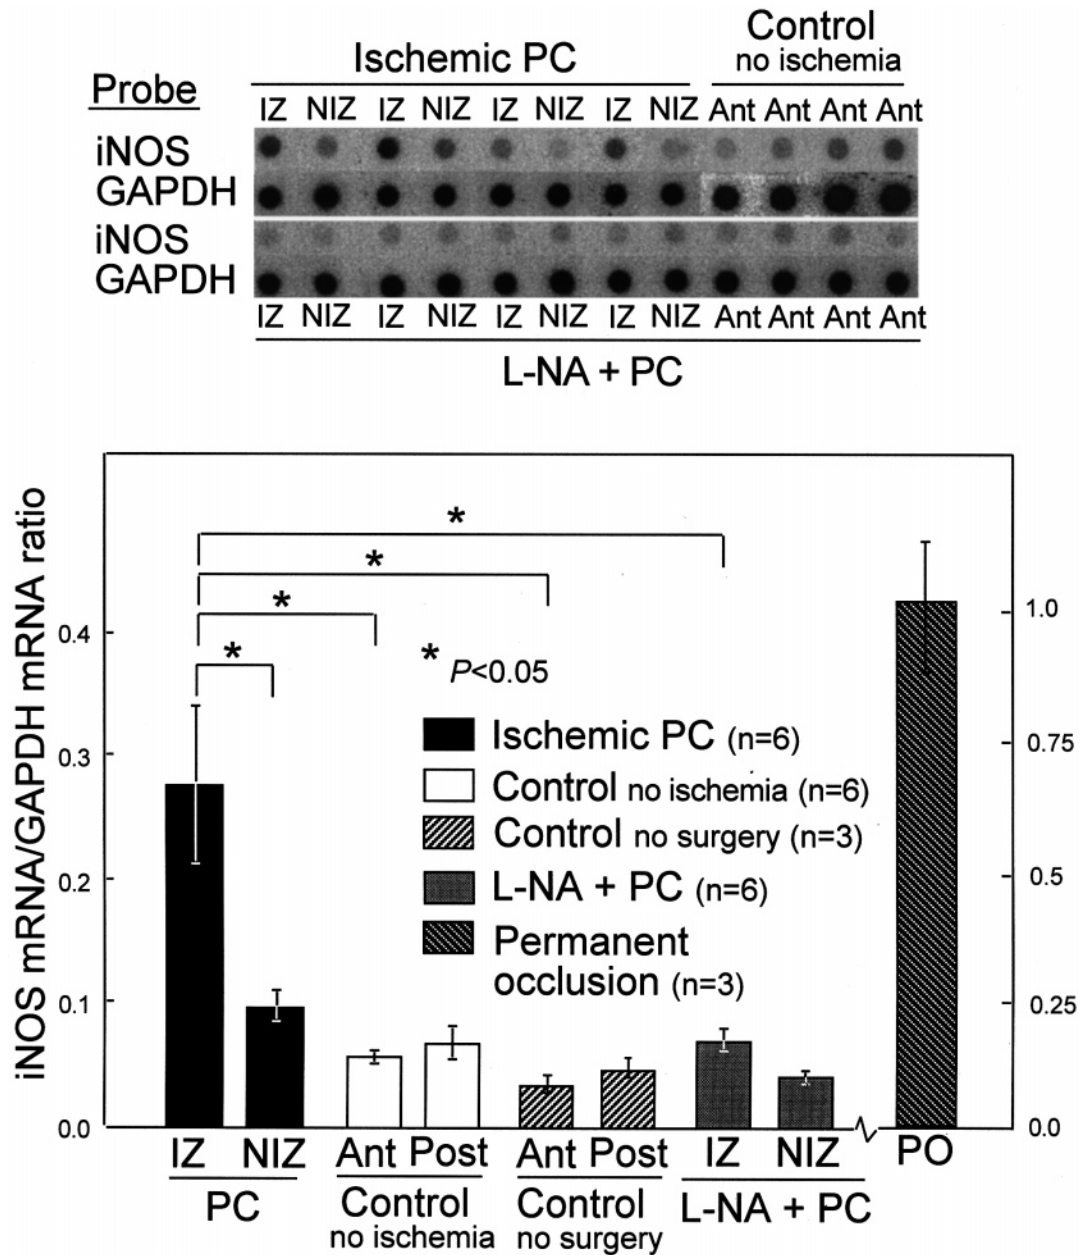 Control
no ischemia
Ischemic PC
Probe
IZ NIZ IZ NIZ IZ NIZ IZ NIZ Ant Ant Ant Ant
iNOS
GAPDH
iNOS
GAPDH
IZ NIZ IZ NIZ IZ NIZ IZ NIZ Ant Ant Ant Ant
L-NA + PC
iNOS mRNA/GAPDH mRNA ratio
0.4
0.3
0.2
0.1
0.0
*
*
*
*
* P<0.05
Ischemic PC (n=6)
Control no ischemia (n=6)
Control no surgery (n=3)
L-NA + PC (n=6)
Permanent
occlusion (n=3)
1.0
0.75
0.5
0.25
0.0
IZ NIZ Ant Post Ant Post IZ NIZ PO
PC Control Control L-NA + PC
no ischemia no surgery